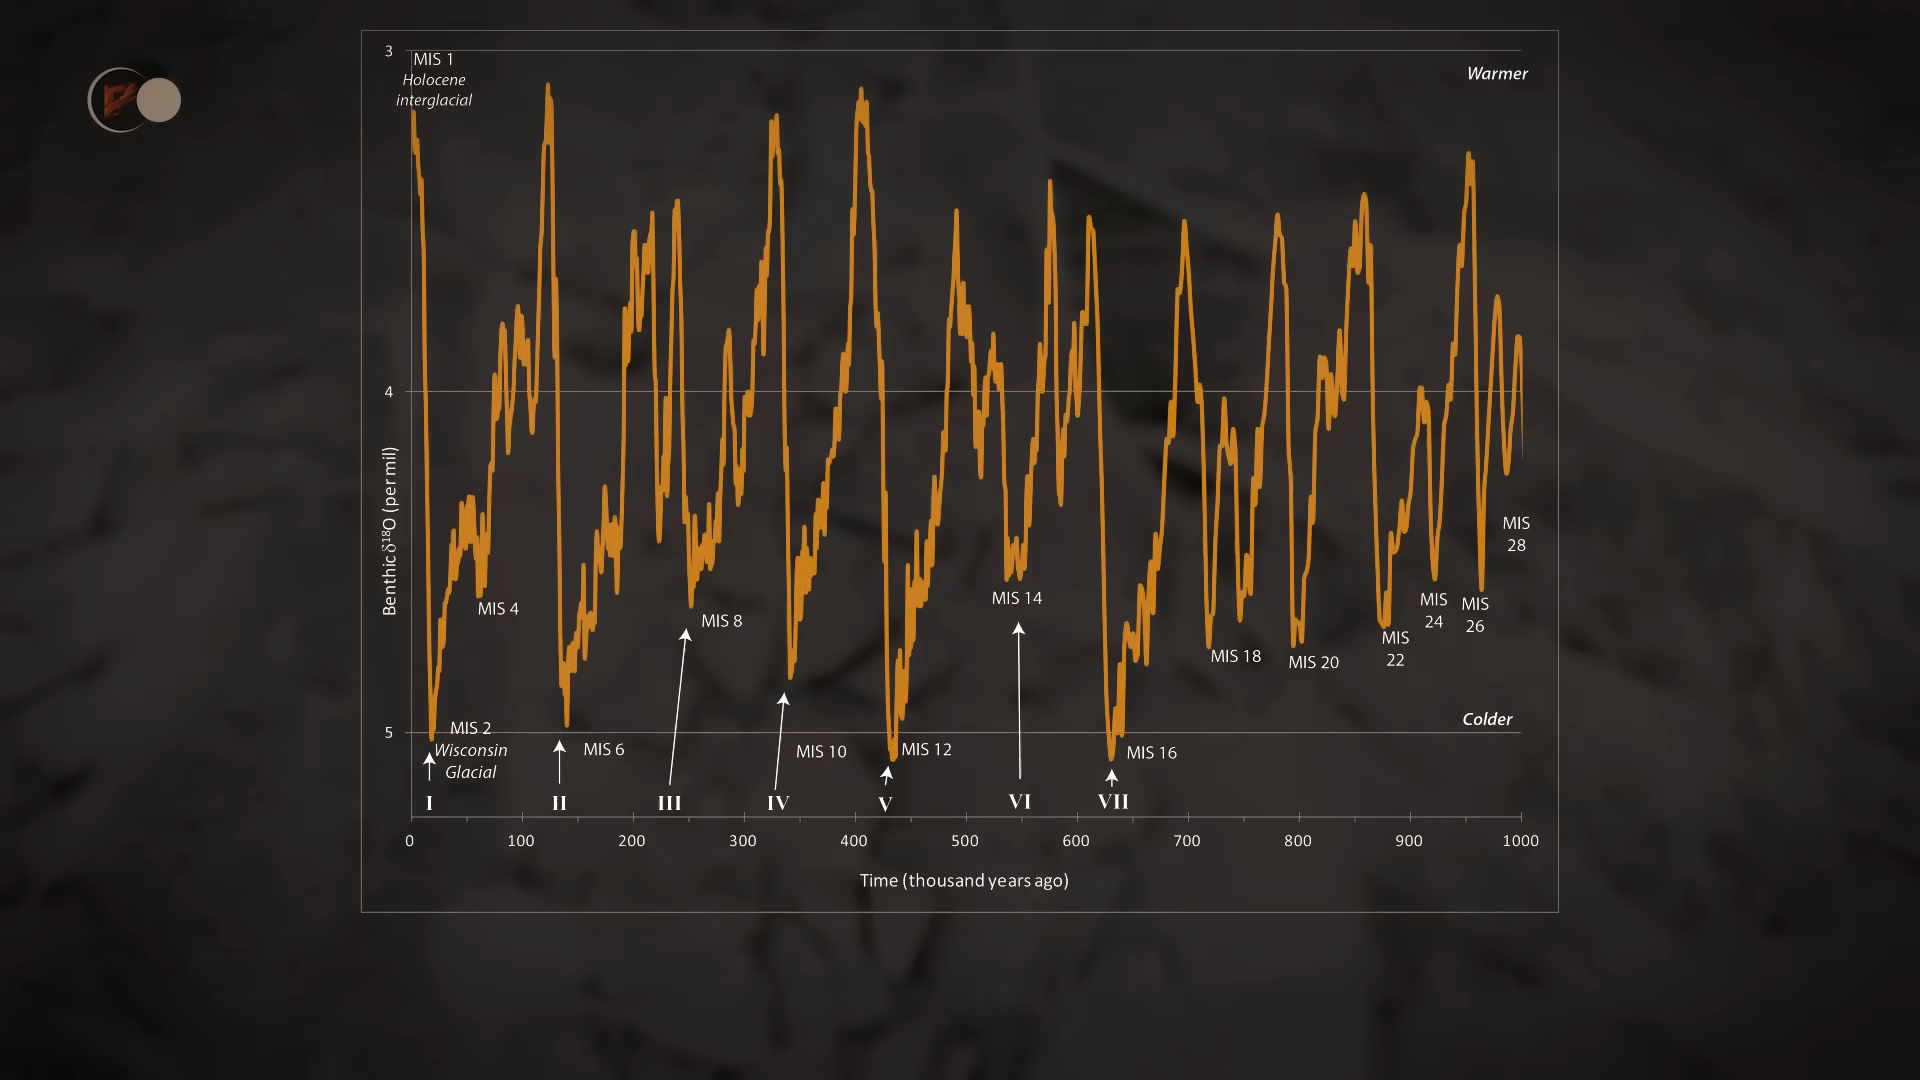 3
MIS 1
Holocene
interglacial
Warmer
4
Benthic δ¹⁸O (per mil)
MIS
28
MIS 4
MIS 14
MIS
24
MIS
26
MIS 8
MIS
22
MIS 18
MIS 20
5
MIS 2
Wisconsin
Glacial
MIS 6
MIS 10
MIS 12
MIS 16
Colder
I
II
III
IV
V
VI
VII
0
100
200
300
400
500
600
700
800
900
1000
Time (thousand years ago)